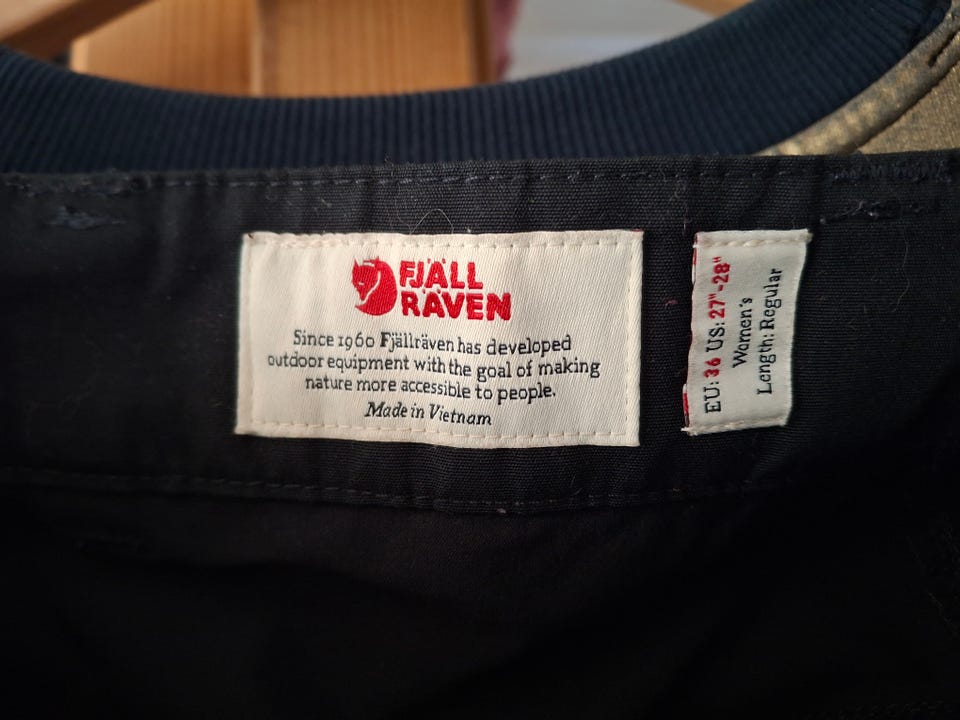 FJÄLL
RÄVEN
Since 1960 Fjällräven has developed
outdoor equipment with the goal of making
nature more accessible to people.
Made in Vietnam
EU: 36 US: 27"-28"
Women's
Length: Regular